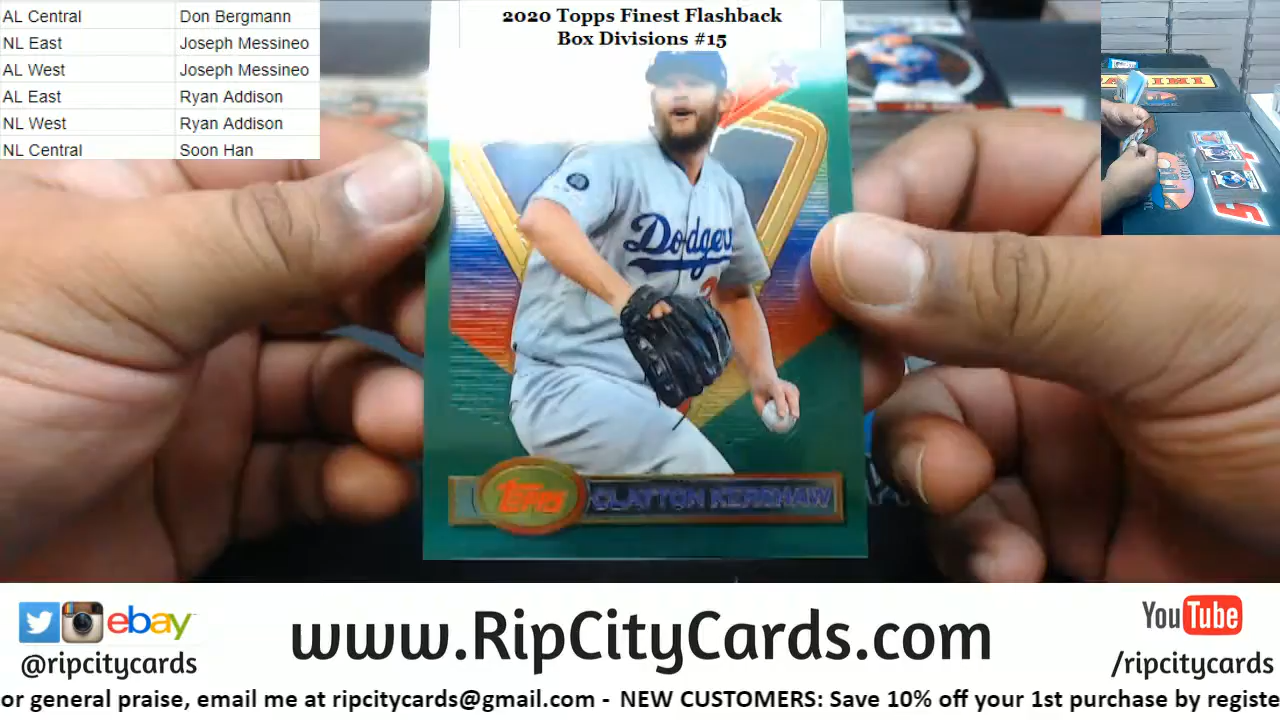 AL Central Don Bergmann
NL East Joseph Messineo
AL West Joseph Messineo
AL East Ryan Addison
NL West Ryan Addison
NL Central Soon Han
2020 Topps Finest Flashback
Box Divisions #15
PANINI
Dodgers
TOPPS
CLAYTON KERSHAW
ebay
@ripcitycards
www.RipCityCards.com
YouTube
/ripcitycards
or general praise, email me at ripcitycards@gmail.com - NEW CUSTOMERS: Save 10% off your 1st purchase by registe